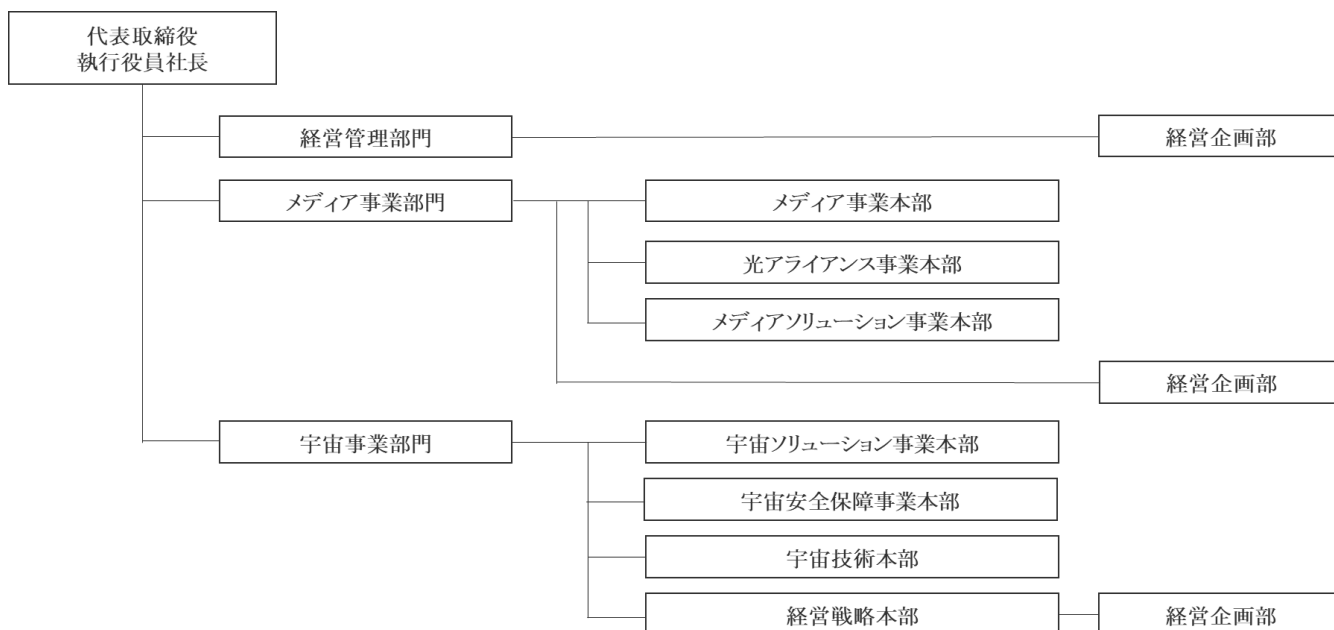 代表取締役
執行役員社長
経営管理部門
経営企画部
メディア事業部門
メディア事業本部
光アライアンス事業本部
メディアソリューション事業本部
経営企画部
宇宙事業部門
宇宙ソリューション事業本部
宇宙安全保障事業本部
宇宙技術本部
経営戦略本部
経営企画部